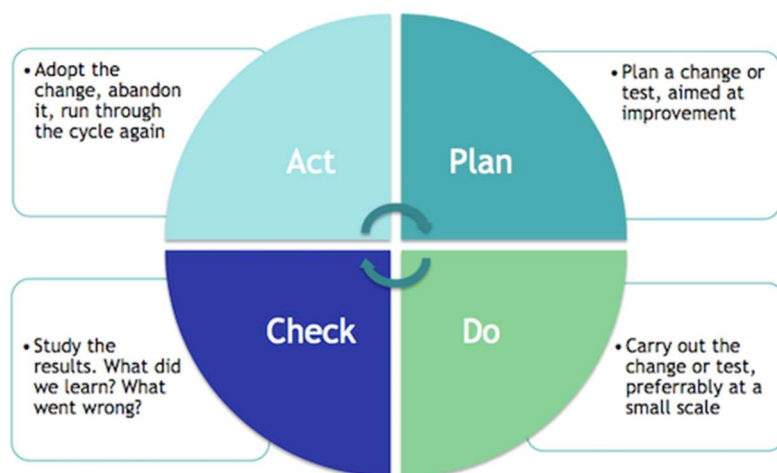 • Adopt the
change, abandon
it, run through
the cycle again
Act
Plan
• Plan a change or
test, aimed at
improvement
• Study the
results. What did
we learn? What
went wrong?
Check
Do
• Carry out the
change or test,
preferrably at a
small scale